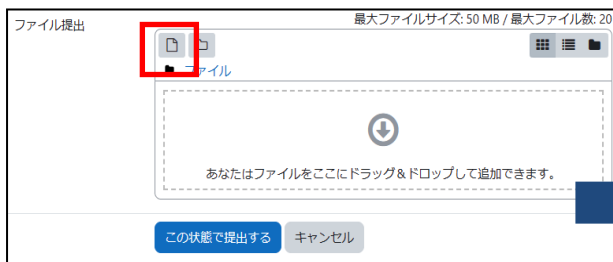 ファイル提出
最大ファイルサイズ: 50 MB / 最大ファイル数: 20
ファイル
あなたはファイルをここにドラッグ＆ドロップして追加できます。
この状態で提出する
キャンセル